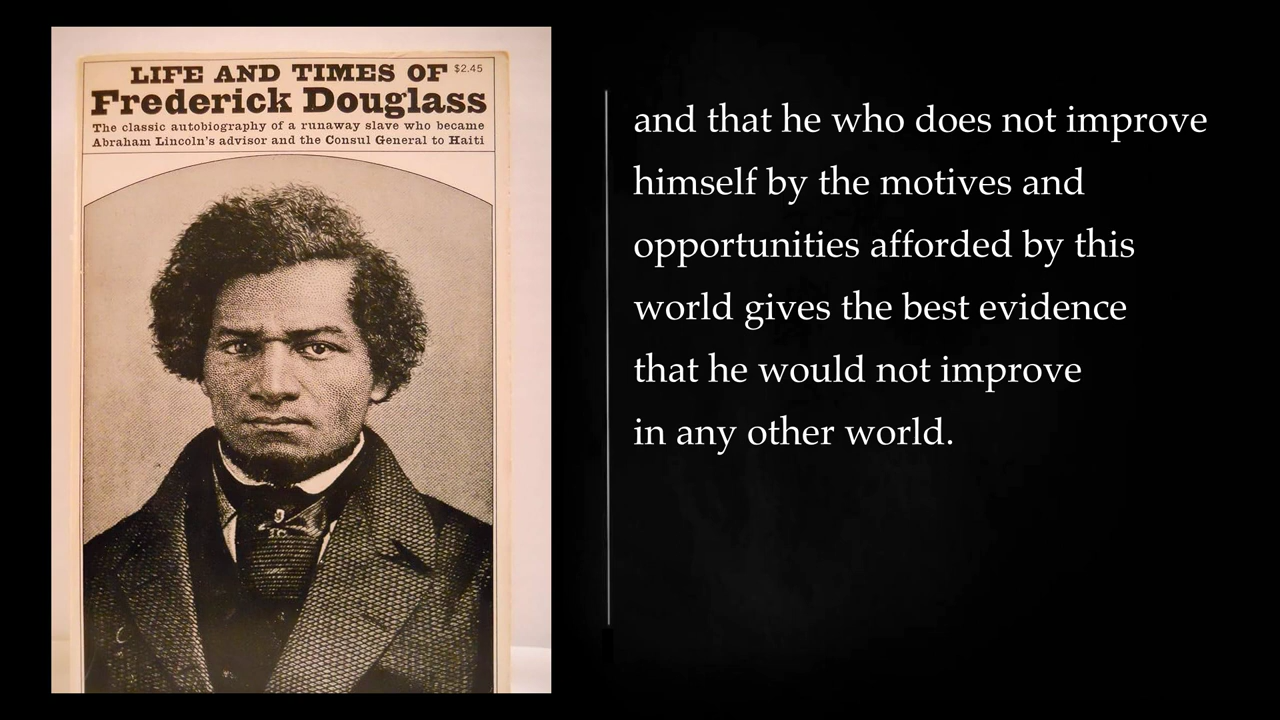 LIFE AND TIMES OF $2.45
Frederick Douglass
The classic autobiography of a runaway slave who became
Abraham Lincoln's advisor and the Consul General to Haiti
and that he who does not improve
himself by the motives and
opportunities afforded by this
world gives the best evidence
that he would not improve
in any other world.